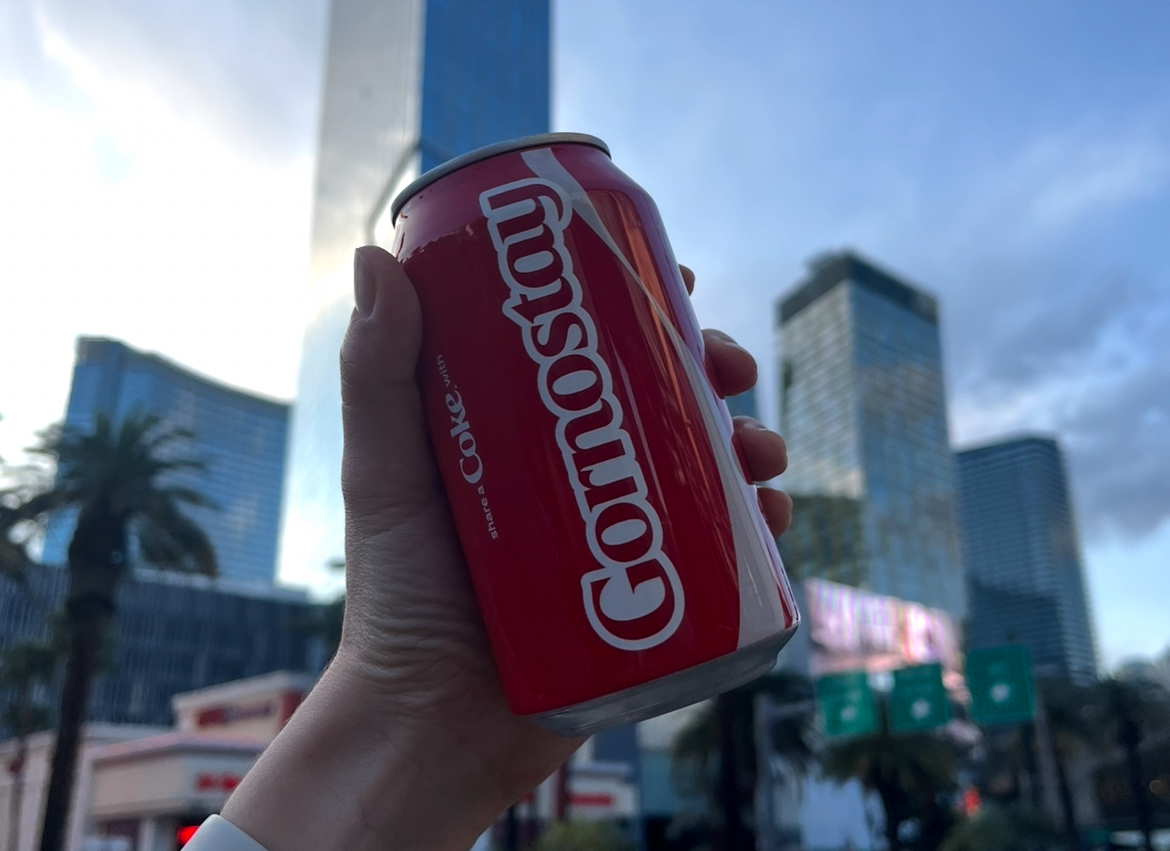 share a Coke. with
Gornostay